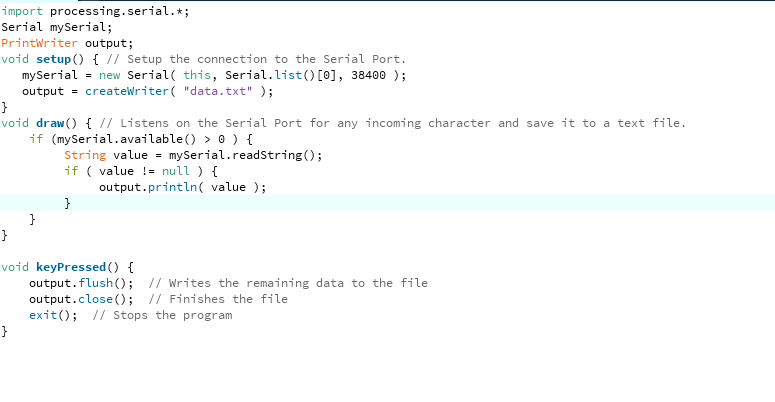 import processing.serial.*;
Serial mySerial;
PrintWriter output;
void setup() { // Setup the connection to the Serial Port.
   mySerial = new Serial( this, Serial.list()[0], 38400 );
   output = createWriter( "data.txt" );
}
void draw() { // Listens on the Serial Port for any incoming character and save it to a text file.
    if (mySerial.available() > 0 ) {
         String value = mySerial.readString();
         if ( value != null ) {
              output.println( value );
         }
    }
}

void keyPressed() {
    output.flush();  // Writes the remaining data to the file
    output.close();  // Finishes the file
    exit();  // Stops the program
}